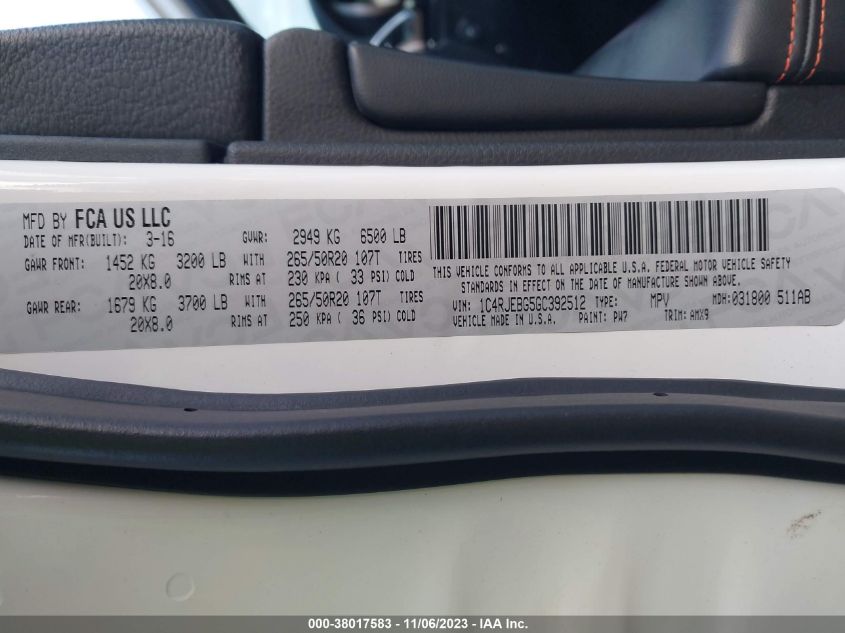 MFD BY FCA US LLC
DATE OF MFR(BUILT): 3-16 GVWR: 2949 KG 6500 LB
GAWR FRONT: 1452 KG 3200 LB WITH 265/50R20 107T TIRES
20X8.0 RIMS AT 230 KPA ( 33 PSI) COLD
GAWR REAR: 1679 KG 3700 LB WITH 265/50R20 107T TIRES
20X8.0 RIMS AT 250 KPA ( 36 PSI) COLD
THIS VEHICLE CONFORMS TO ALL APPLICABLE U.S.A. FEDERAL MOTOR VEHICLE SAFETY
STANDARDS IN EFFECT ON THE DATE OF MANUFACTURE SHOWN ABOVE.
VIN: 1C4RJEBG5GC392512 TYPE: MPV MDH: 031800 511AB
VEHICLE MADE IN U.S.A. PAINT: PW7 TRIM: AMX9
000-38017583 - 11/06/2023 - IAA Inc.